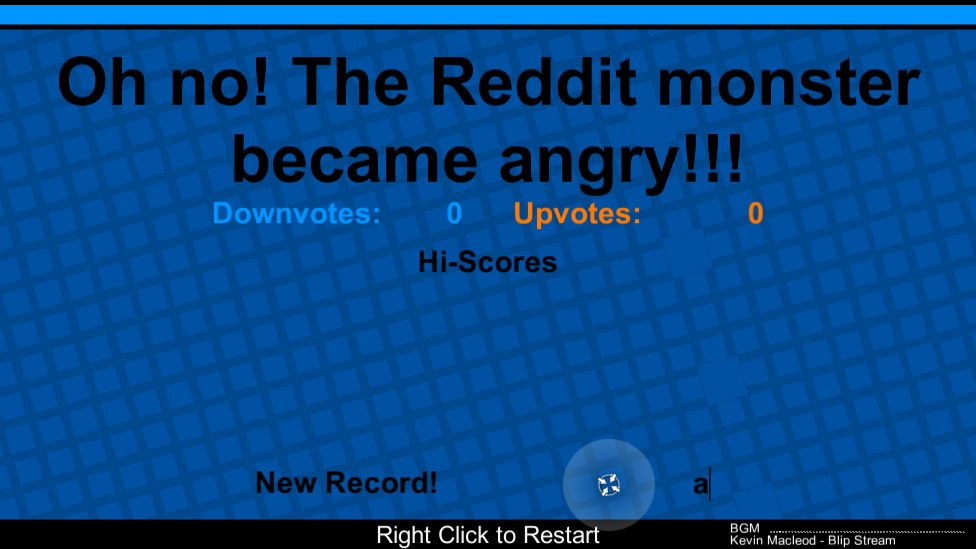 Oh no! The Reddit monster
became angry!!!
Downvotes: 0 Upvotes: 0
Hi-Scores
New Record! a
Right Click to Restart
BGM
Kevin Macleod - Blip Stream